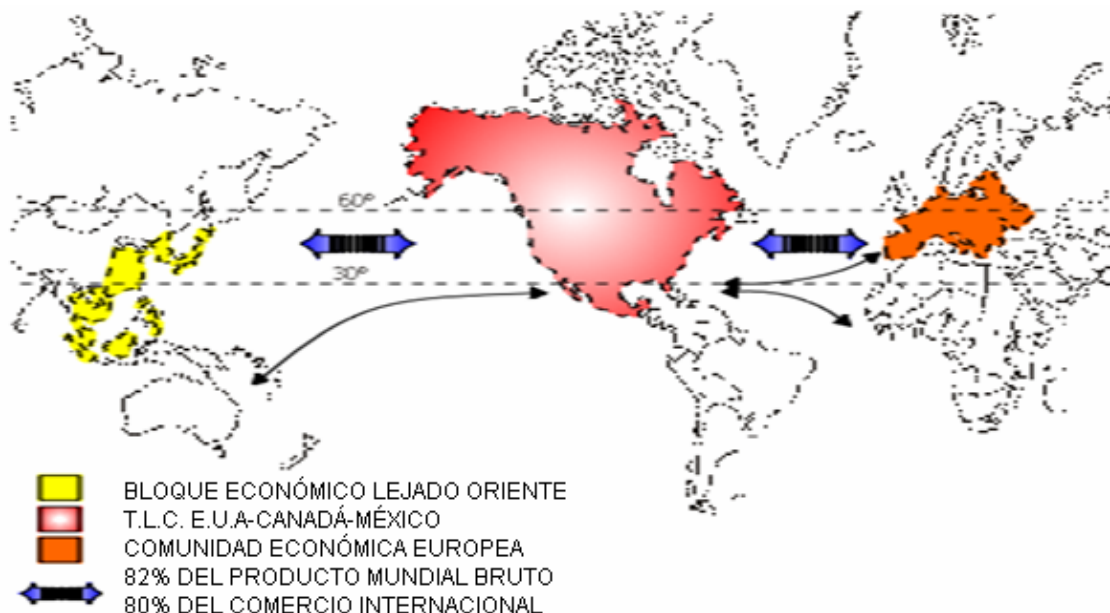 60º
30º
BLOQUE ECONÓMICO LEJADO ORIENTE
T.L.C. E.U.A-CANADÁ-MÉXICO
COMUNIDAD ECONÓMICA EUROPEA
82% DEL PRODUCTO MUNDIAL BRUTO
80% DEL COMERCIO INTERNACIONAL